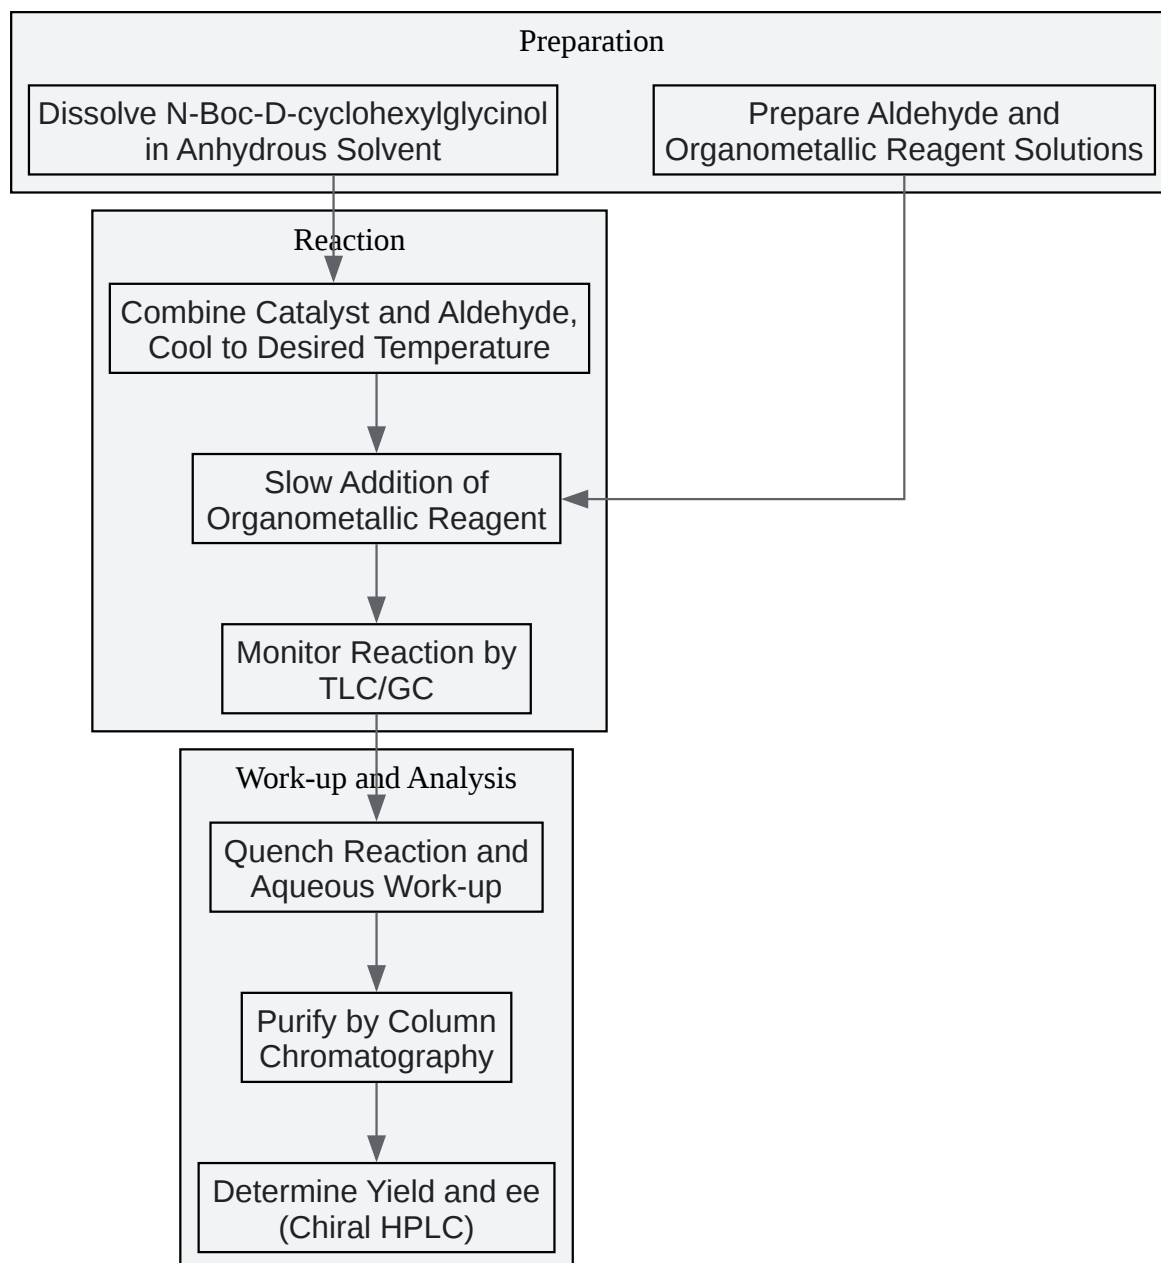 Preparation
Dissolve N-Boc-D-cyclohexylglycinol
in Anhydrous Solvent
Prepare Aldehyde and
Organometallic Reagent Solutions
Reaction
Combine Catalyst and Aldehyde,
Cool to Desired Temperature
Slow Addition of
Organometallic Reagent
Monitor Reaction by
TLC/GC
Work-up and Analysis
Quench Reaction and
Aqueous Work-up
Purify by Column
Chromatography
Determine Yield and ee
(Chiral HPLC)